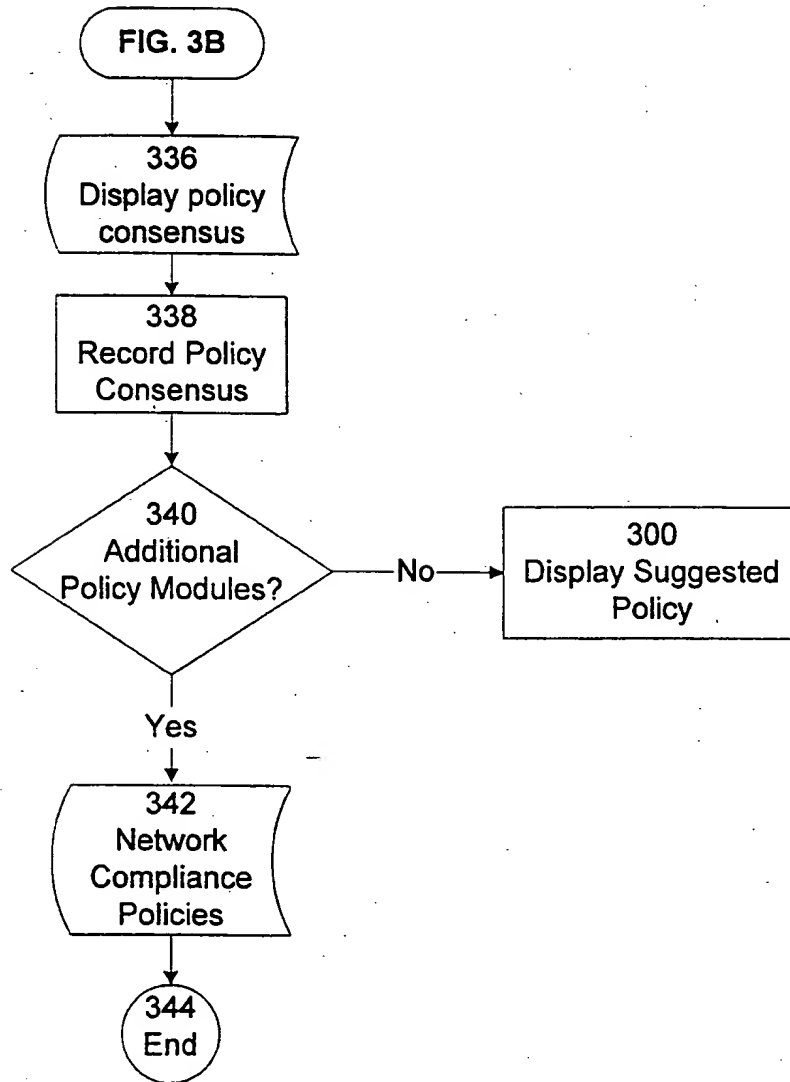 FIG. 3B
336
Display policy
consensus
338
Record Policy
Consensus
340
Additional
Policy Modules?
No
300
Display Suggested
Policy
Yes
342
Network
Compliance
Policies
344
End